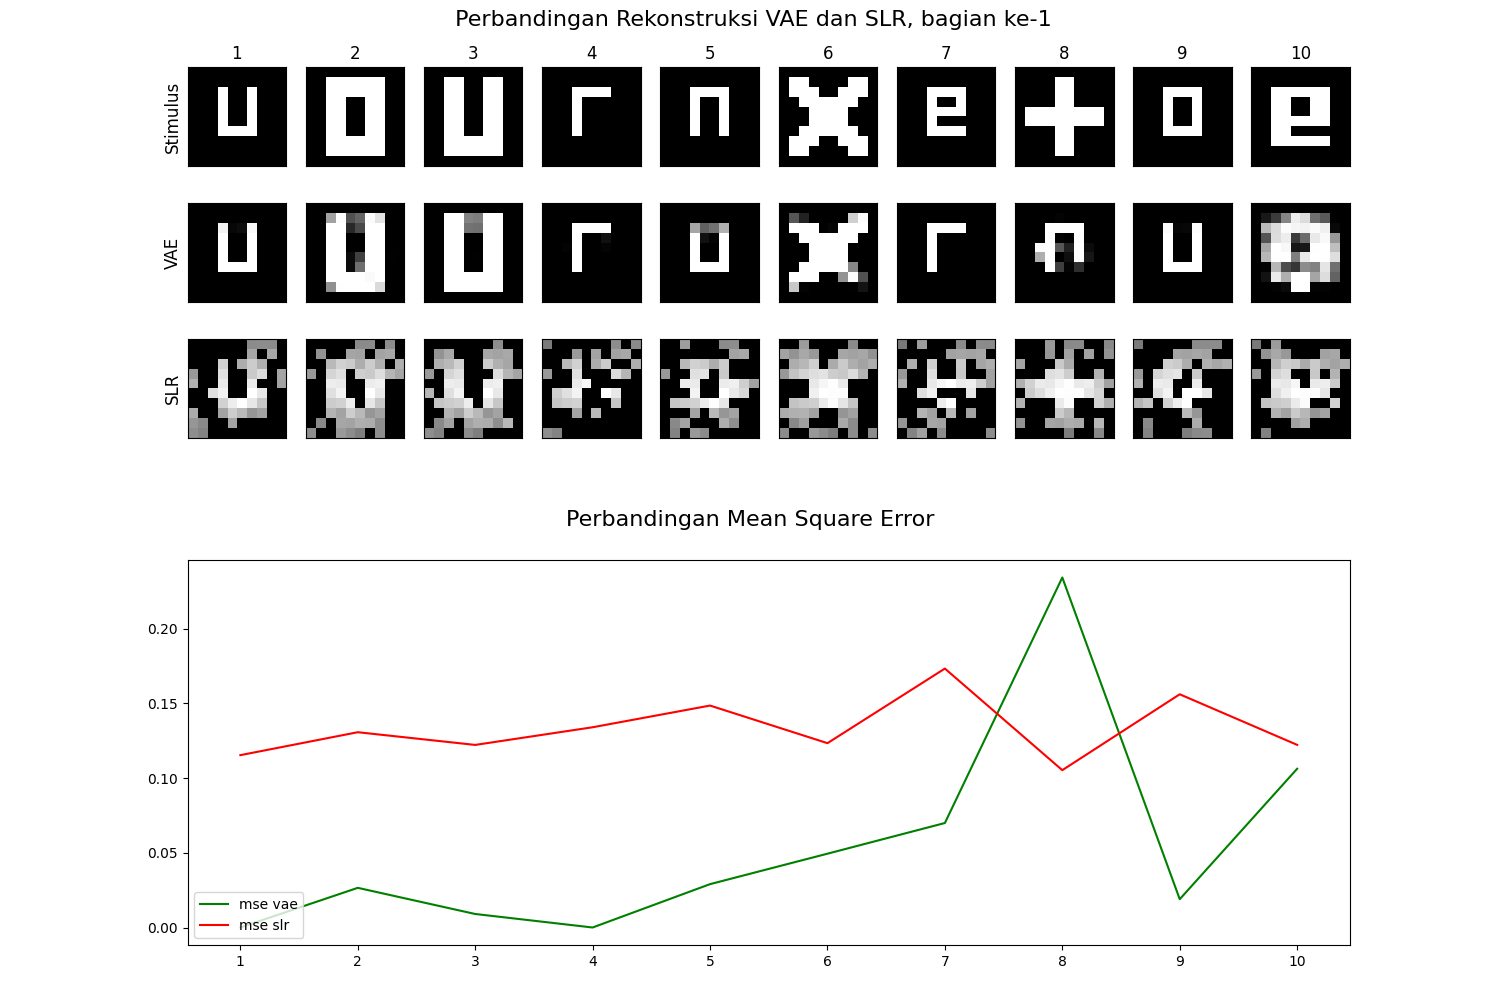 Perbandingan Rekonstruksi VAE dan SLR, bagian ke-1
1 2 3 4 5 6 7 8 9 10
Stimulus
VAE
SLR
Perbandingan Mean Square Error
0.20
0.15
0.10
0.05
0.00
mse vae
mse slr
1 2 3 4 5 6 7 8 9 10